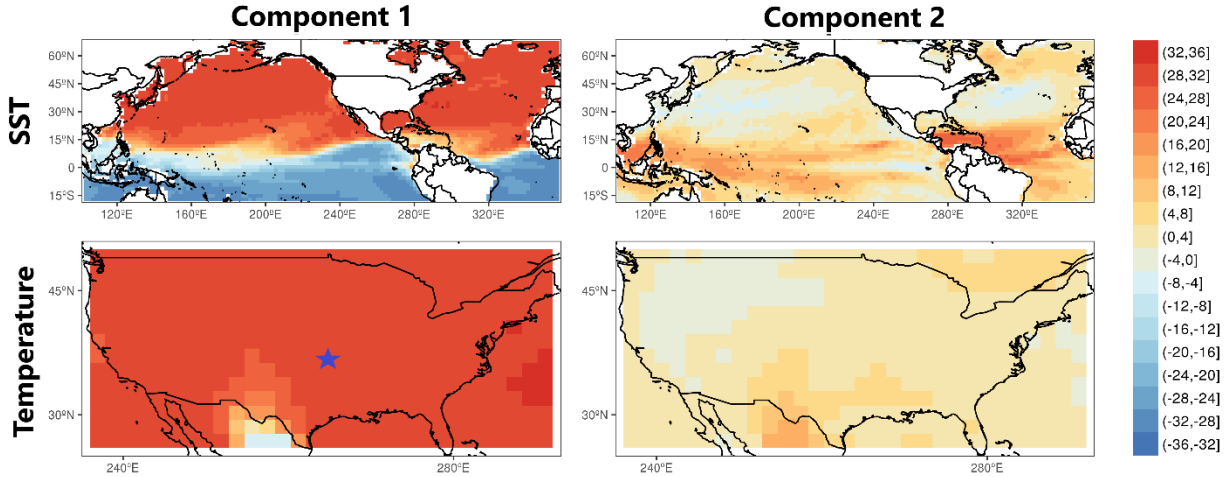 Component 1
Component 2
SST
60ºN
45ºN
30ºN
15ºN
0
15ºS
120ºE
160ºE
200ºE
240ºE
280ºE
320ºE
60ºN
45ºN
30ºN
15ºN
0
15ºS
120ºE
160ºE
200ºE
240ºE
280ºE
320ºE
Temperature
45ºN
30ºN
240ºE
280ºE
45ºN
30ºN
240ºE
280ºE
(32,36]
(28,32]
(24,28]
(20,24]
(16,20]
(12,16]
(8,12]
(4,8]
(0,4]
(-4,0]
(-8,-4]
(-12,-8]
(-16,-12]
(-20,-16]
(-24,-20]
(-28,-24]
(-32,-28]
(-36,-32]